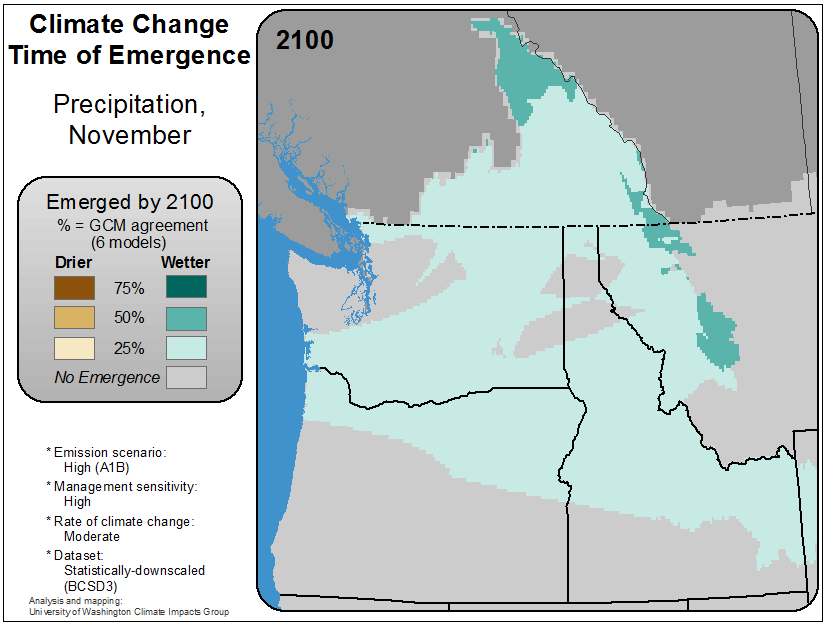 Climate Change
Time of Emergence
Precipitation,
November
Emerged by 2100
% = GCM agreement
(6 models)
Drier Wetter
75%
50%
25%
No Emergence
* Emission scenario:
High (A1B)
* Management sensitivity:
High
* Rate of climate change:
Moderate
* Dataset:
Statistically-downscaled
(BCSD3)
Analysis and mapping:
University of Washington Climate Impacts Group
2100